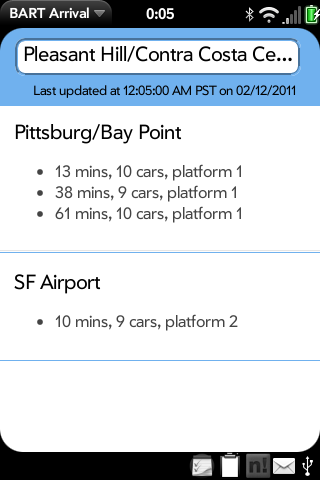 BART Arrival 0:05
Pleasant Hill/Contra Costa Ce...
Last updated at 12:05:00 AM PST on 02/12/2011
Pittsburg/Bay Point
• 13 mins, 10 cars, platform 1
• 38 mins, 9 cars, platform 1
• 61 mins, 10 cars, platform 1
SF Airport
• 10 mins, 9 cars, platform 2
n!